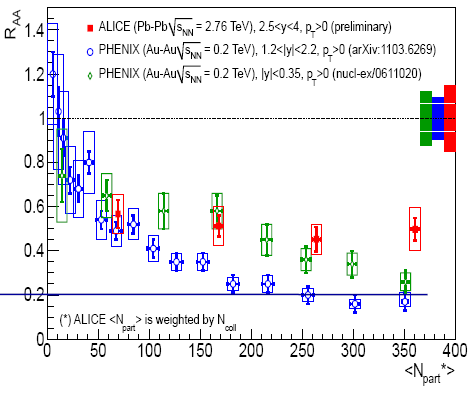 R_AA
ALICE (Pb-Pb√s_NN = 2.76 TeV), 2.5<y<4, p_T>0 (preliminary)
PHENIX (Au-Au√s_NN = 0.2 TeV), 1.2<|y|<2.2, p_T>0 (arXiv:1103.6269)
PHENIX (Au-Au√s_NN = 0.2 TeV), |y|<0.35, p_T>0 (nucl-ex/0611020)
1.4
1.2
1
0.8
0.6
0.4
0.2
0
(*) ALICE <N_part> is weighted by N_coll
0 50 100 150 200 250 300 350 400
<N_part*>